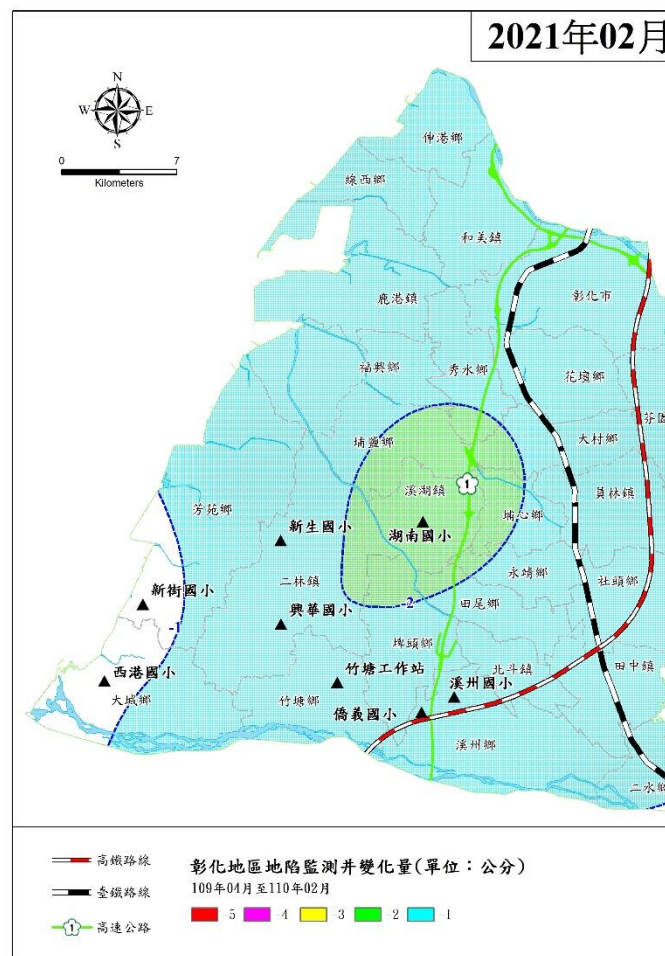 2021年02月
N
W
E
S
0
7
Kilometers
伸港鄉
線西鄉
和美鎮
彰化市
鹿港鎮
福興鄉
秀水鄉
花壇鄉
埔鹽鄉
大村鄉
溪湖鎮
1
員林鎮
芳苑鄉
湖南國小
埔心鄉
新生國小
永靖鄉
二林鎮
社頭鄉
新街國小
-2
田尾鄉
興華國小
-1
埤頭鄉
北斗鎮
田中鎮
西港國小
竹塘工作站
溪州國小
大城鄉
竹塘鄉
僑義國小
溪州鄉
二水鄉
高鐵路線
臺鐵路線
1 高速公路
彰化地區地陷監測井變化量(單位：公分)
109年04月至110年02月
-5 -4 -3 -2 -1